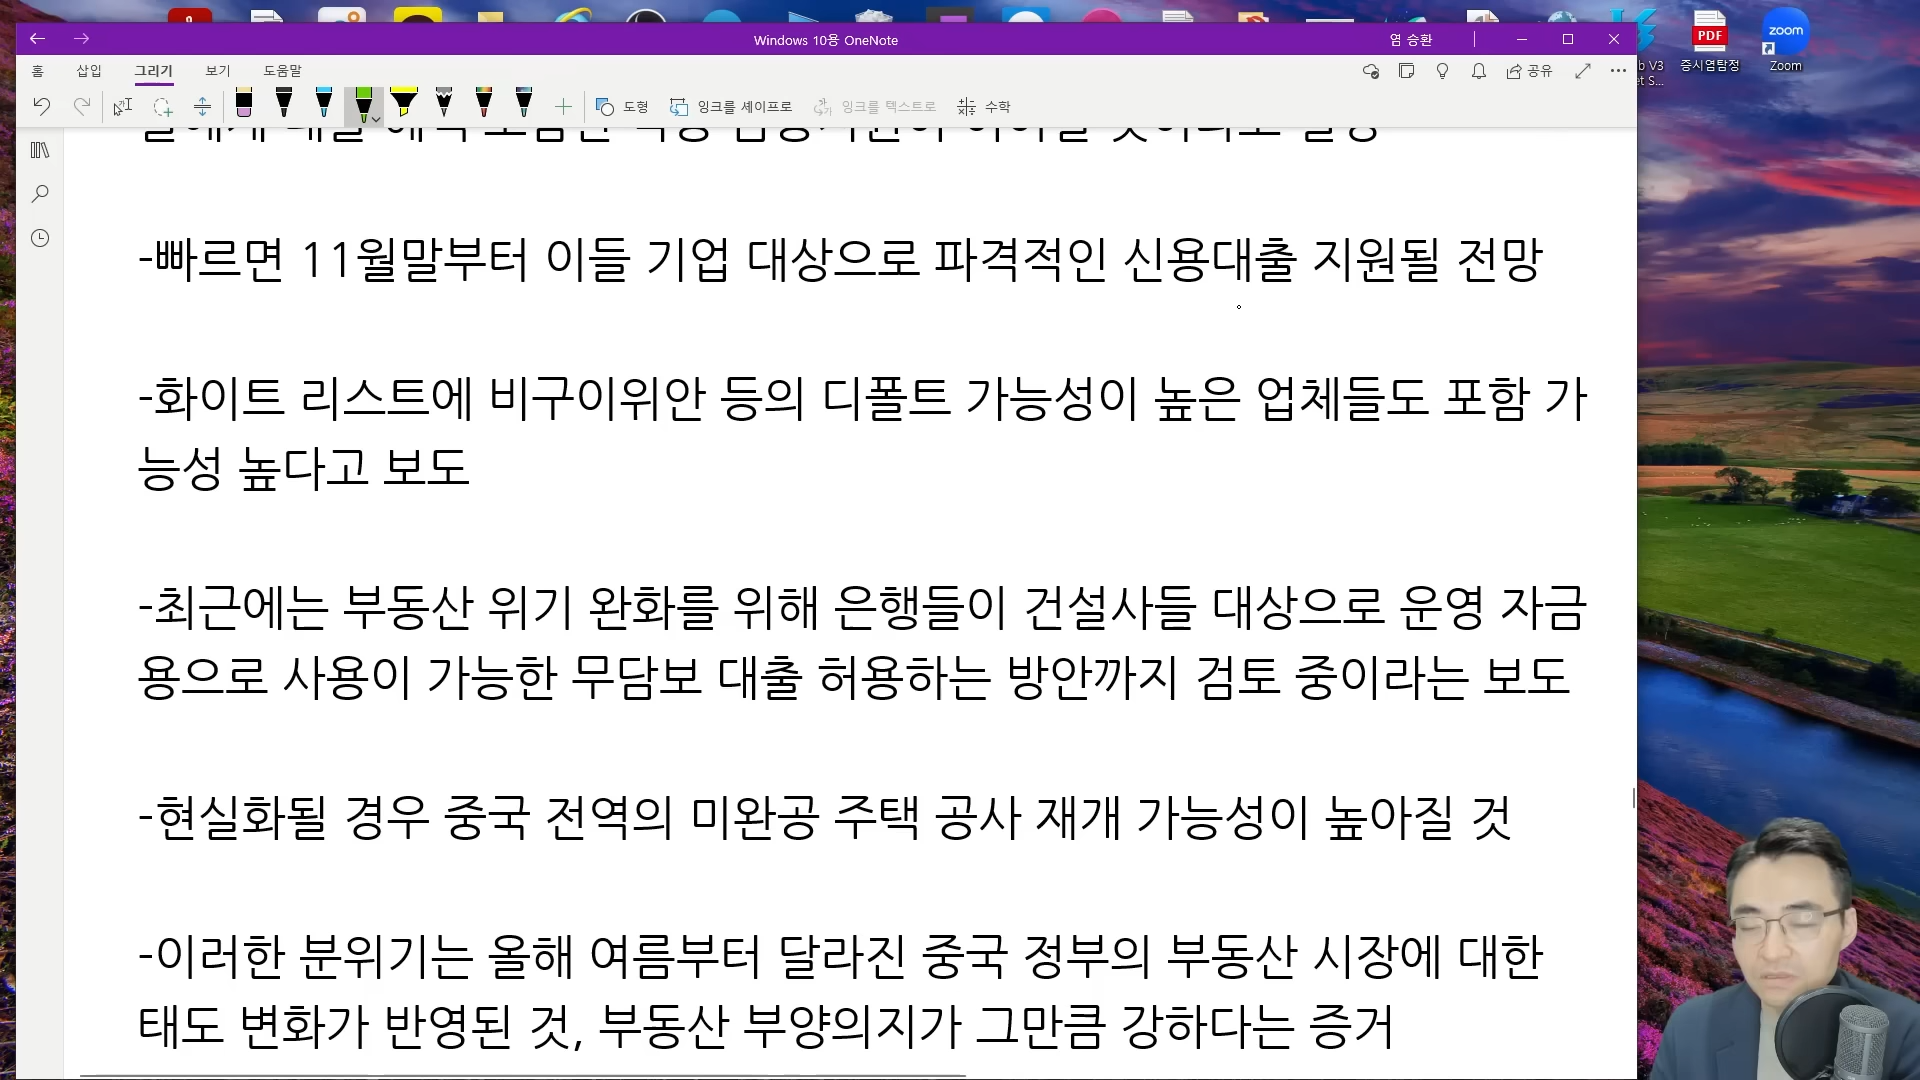 Windows 10용 OneNote
염 승환
홈 삽입 그리기 보기 도움말
공유
도형 잉크를 셰이프로 잉크를 텍스트로 수학
-빠르면 11월말부터 이들 기업 대상으로 파격적인 신용대출 지원될 전망
-화이트 리스트에 비구이위안 등의 디폴트 가능성이 높은 업체들도 포함 가
능성 높다고 보도
-최근에는 부동산 위기 완화를 위해 은행들이 건설사들 대상으로 운영 자금
용으로 사용이 가능한 무담보 대출 허용하는 방안까지 검토 중이라는 보도
-현실화될 경우 중국 전역의 미완공 주택 공사 재개 가능성이 높아질 것
-이러한 분위기는 올해 여름부터 달라진 중국 정부의 부동산 시장에 대한
태도 변화가 반영된 것, 부동산 부양의지가 그만큼 강하다는 증거
b V3
et S...
PDF
증시염탐정
zoom
Zoom